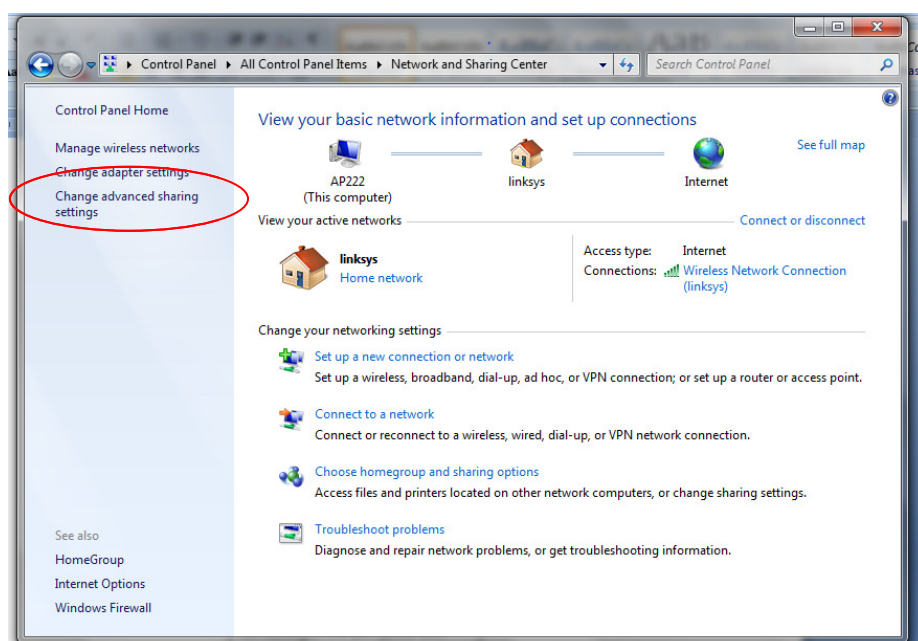 Control Panel ▸ All Control Panel Items ▸ Network and Sharing Center
Search Control Panel
Control Panel Home
Manage wireless networks
Change adapter settings
Change advanced sharing
settings
See also
HomeGroup
Internet Options
Windows Firewall
View your basic network information and set up connections
See full map
AP222
(This computer)
linksys
Internet
View your active networks
Connect or disconnect
linksys
Home network
Access type: Internet
Connections: Wireless Network Connection
(linksys)
Change your networking settings
Set up a new connection or network
Set up a wireless, broadband, dial-up, ad hoc, or VPN connection; or set up a router or access point.
Connect to a network
Connect or reconnect to a wireless, wired, dial-up, or VPN network connection.
Choose homegroup and sharing options
Access files and printers located on other network computers, or change sharing settings.
Troubleshoot problems
Diagnose and repair network problems, or get troubleshooting information.